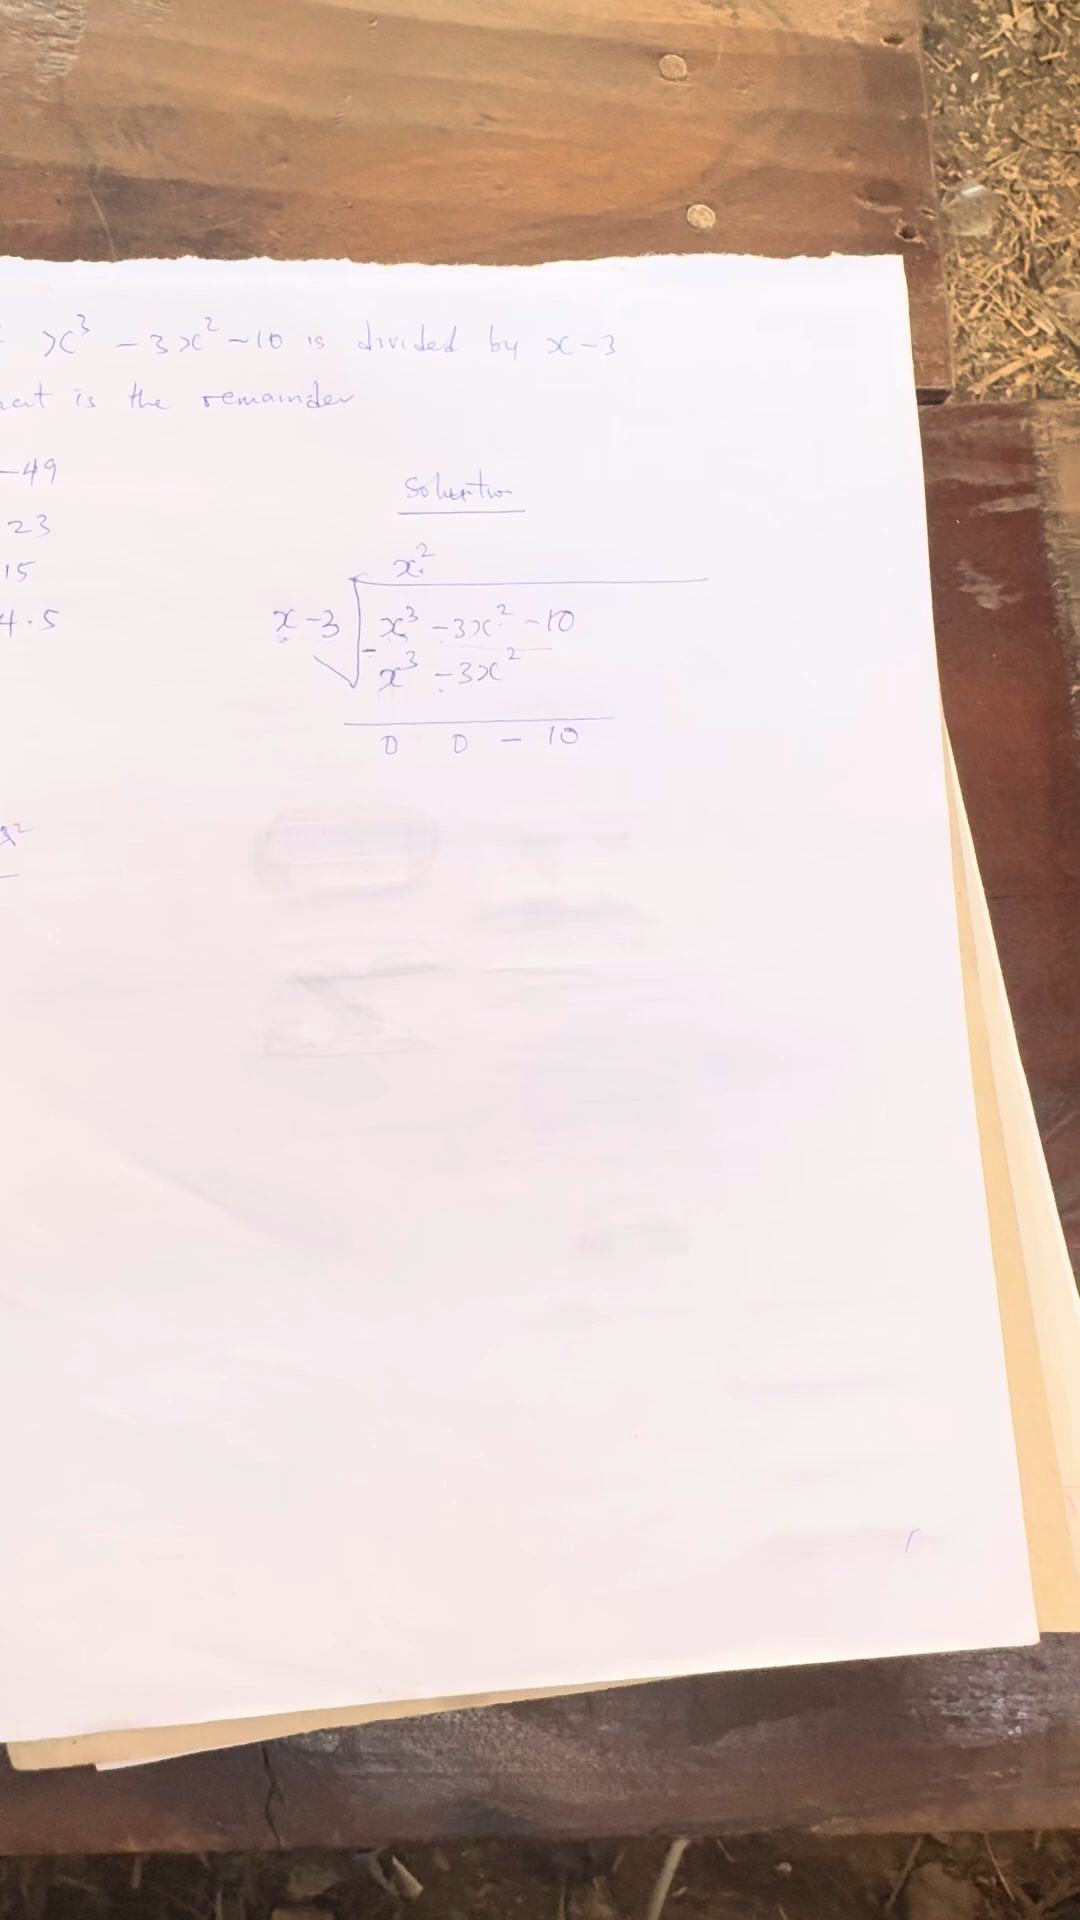 x³ - 3x² - 10 is divided by x - 3
is the remainder
-49
23
15
4.5
Solution
x²
x - 3 x³ - 3x² - 10
- x³ - 3x²
0 0 - 10